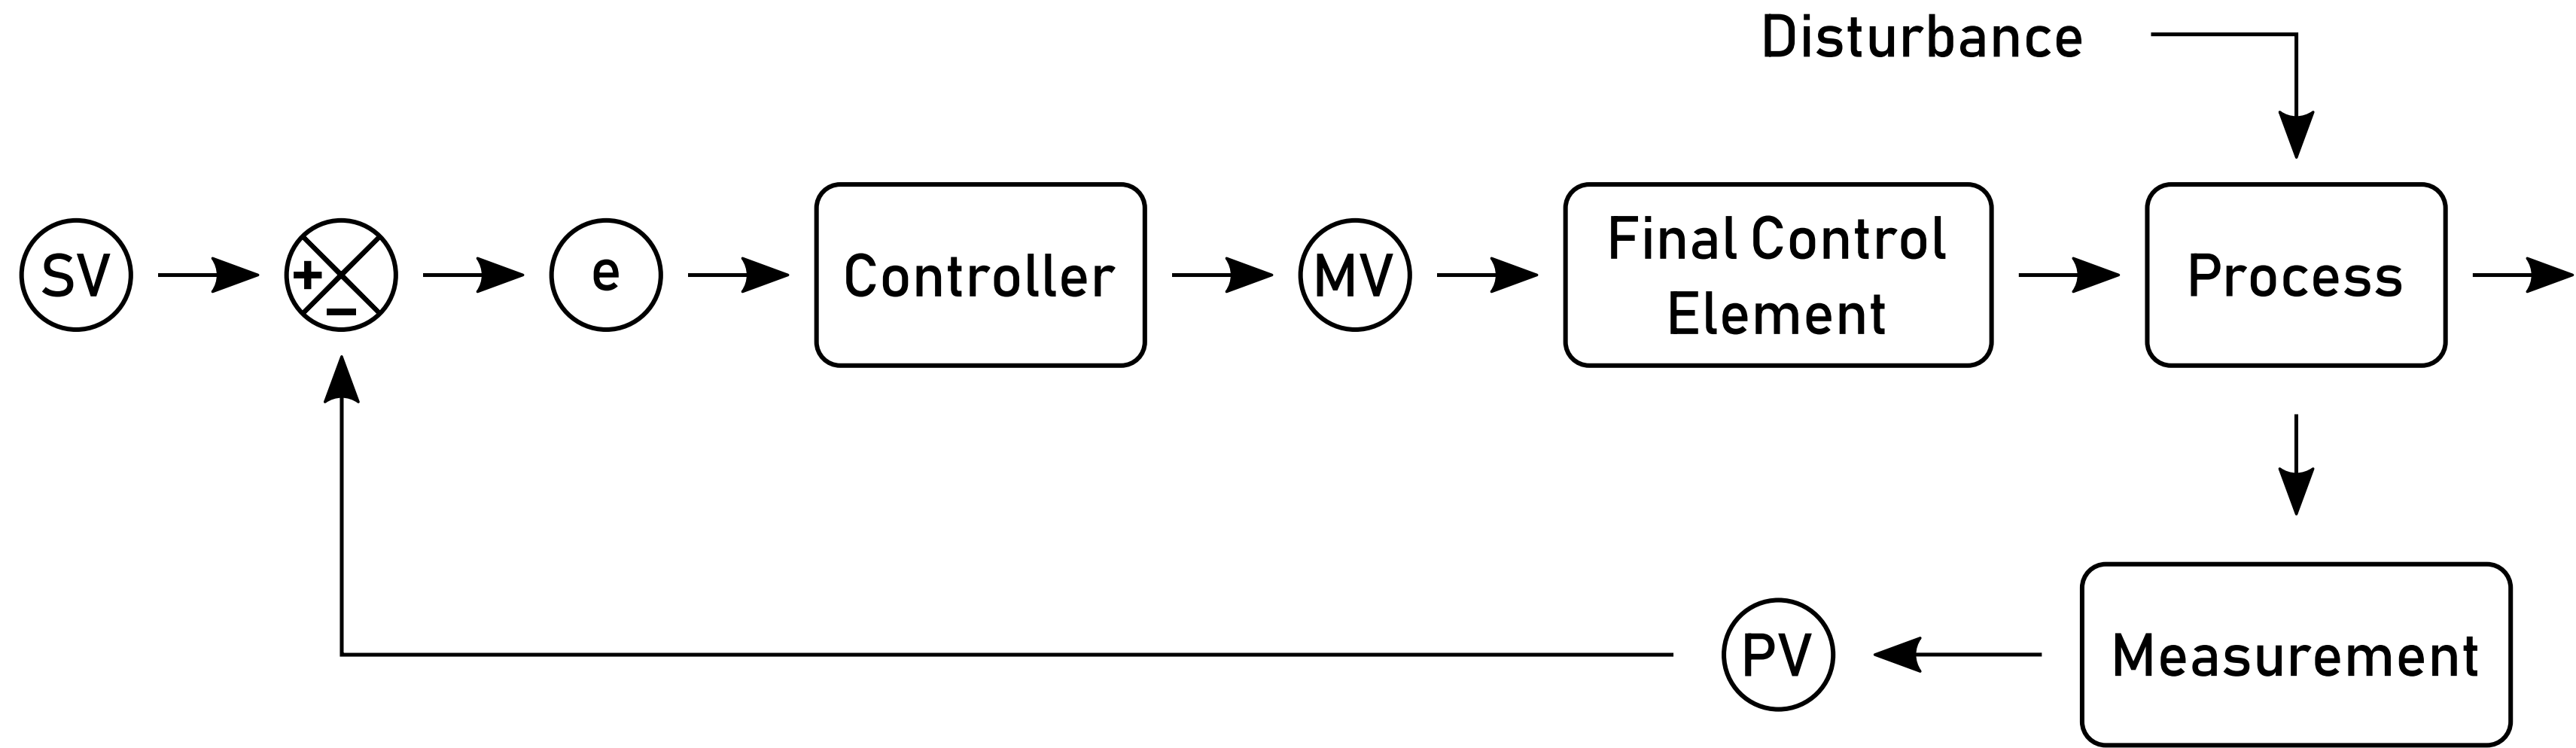 Disturbance
SV
+
−
e
Controller
MV
Final Control
Element
Process
PV
Measurement